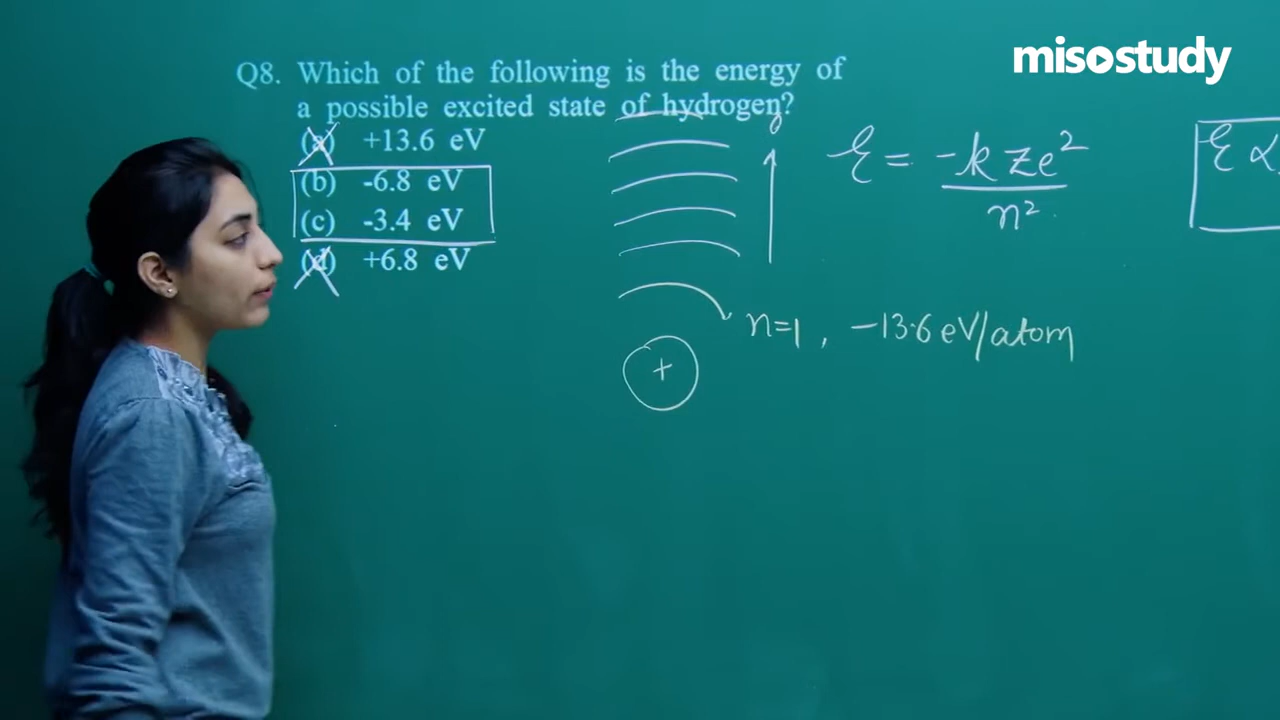 misostudy
Q8. Which of the following is the energy of
a possible excited state of hydrogen?
(a) +13.6 eV
(b) -6.8 eV
(c) -3.4 eV
(d) +6.8 eV
+
n=1, -13.6 eV/atom
ε = -kze²
n²
ε α